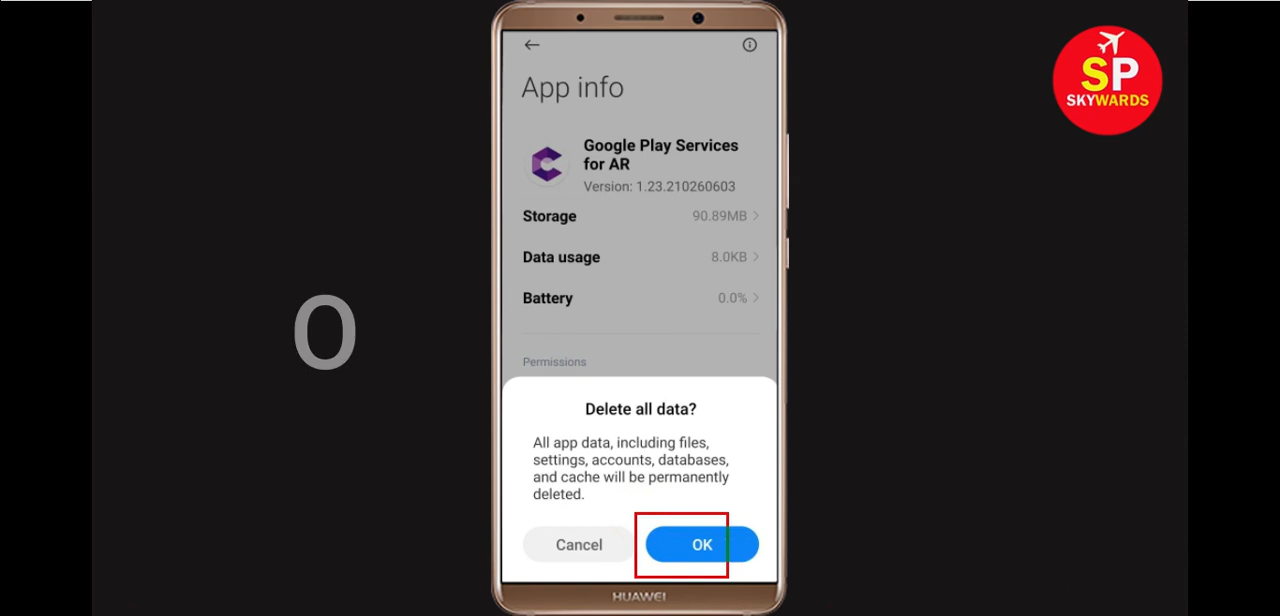 SP
SKYWARDS
App info
Google Play Services
for AR
Version: 1.23.210260603
Storage 90.89MB
Data usage 8.0KB
Battery 0.0%
Permissions
O
Delete all data?
All app data, including files,
settings, accounts, databases,
and cache will be permanently
deleted.
Cancel OK
HUAWEI